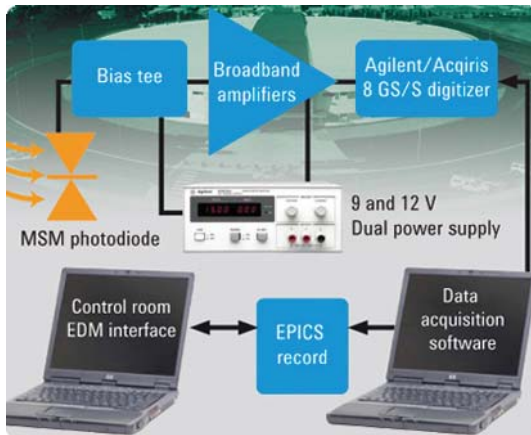 Bias tee
Broadband
amplifiers
Agilent/Acqiris
8 GS/S digitizer
MSM photodiode
9 and 12 V
Dual power supply
Control room
EDM interface
EPICS
record
Data
acquisition
software